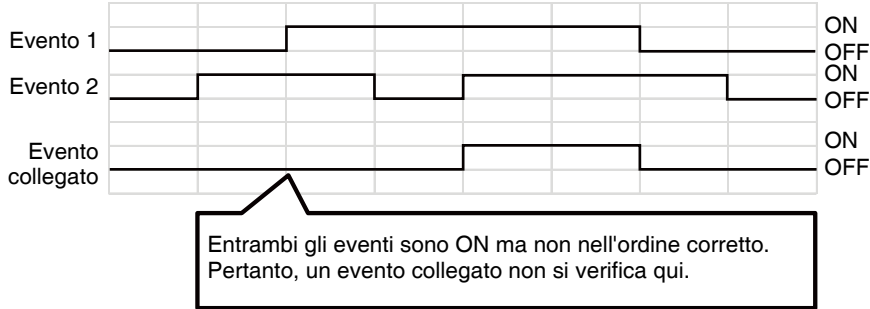 Evento 1
ON
OFF
Evento 2
ON
OFF
Evento
collegato
ON
OFF
Entrambi gli eventi sono ON ma non nell'ordine corretto.
Pertanto, un evento collegato non si verifica qui.